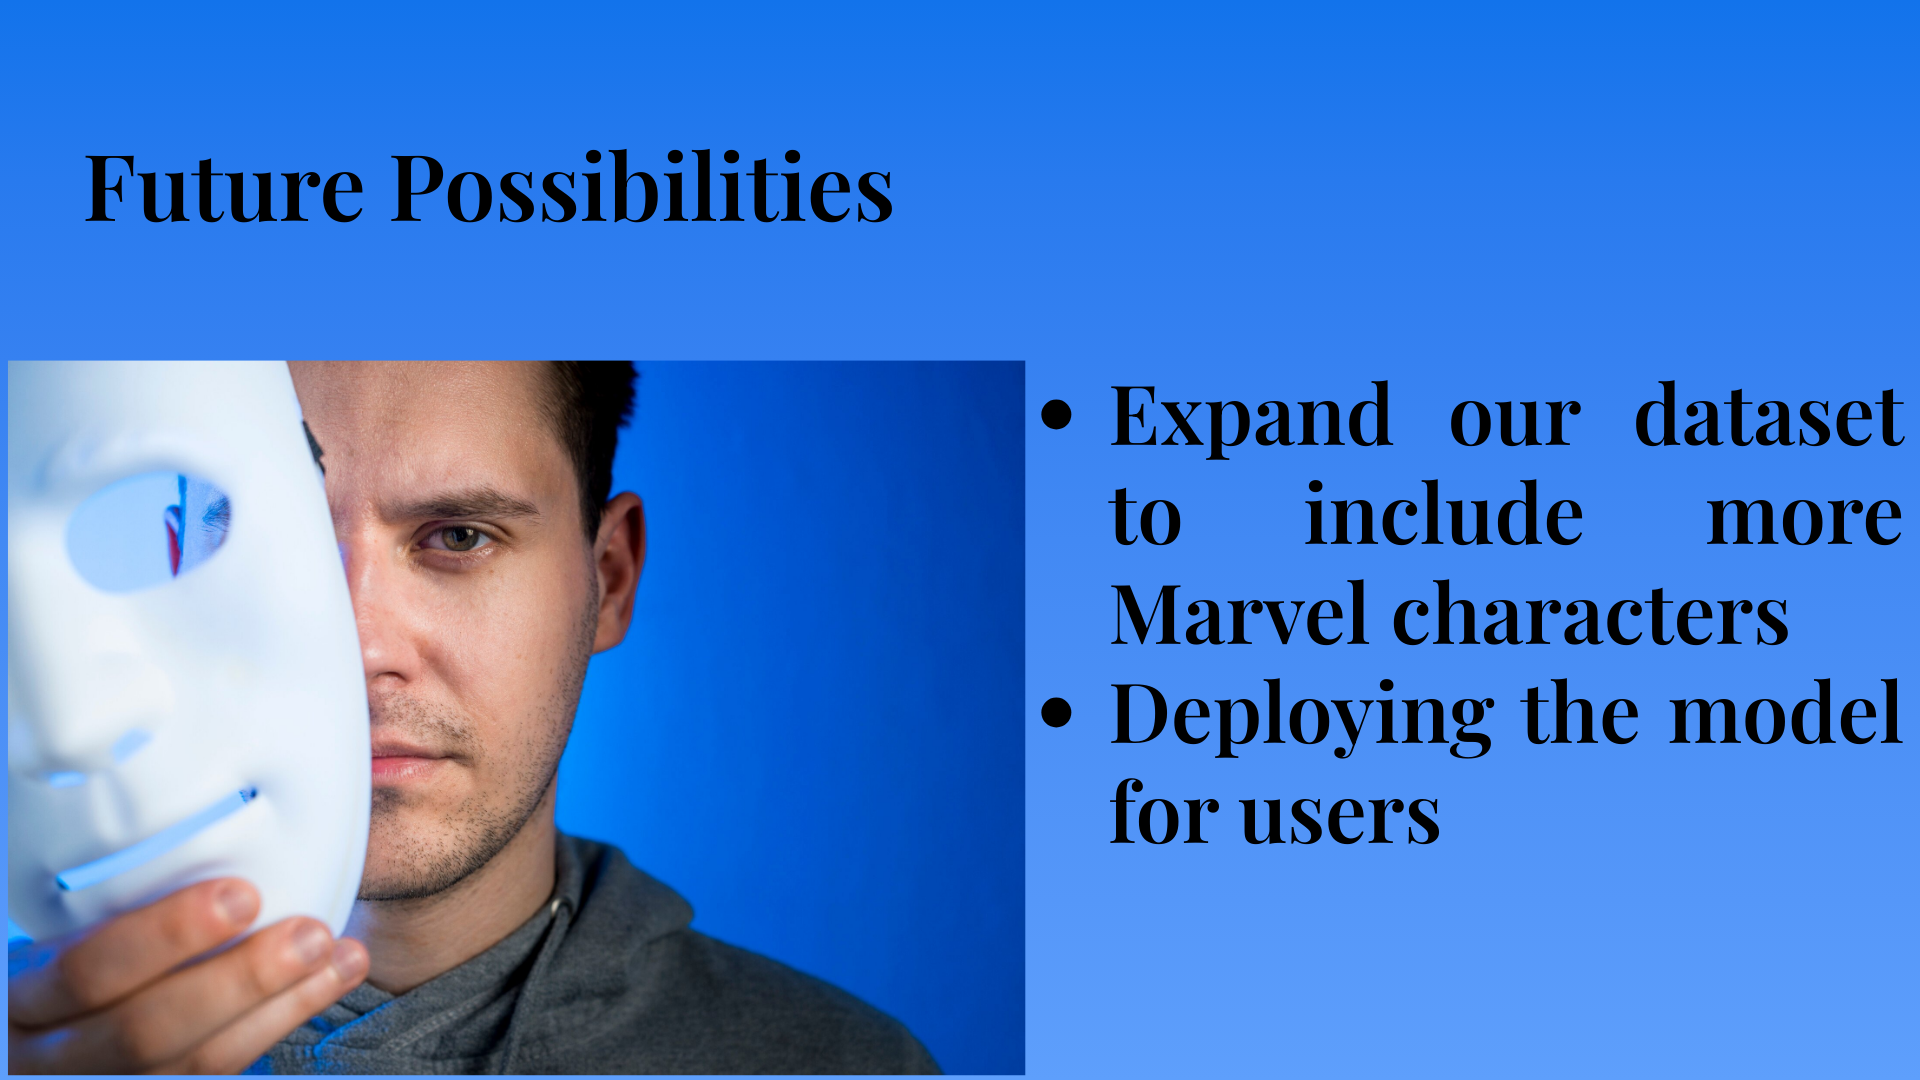 Future Possibilities
• Expand our dataset
to include more
Marvel characters
• Deploying the model
for users